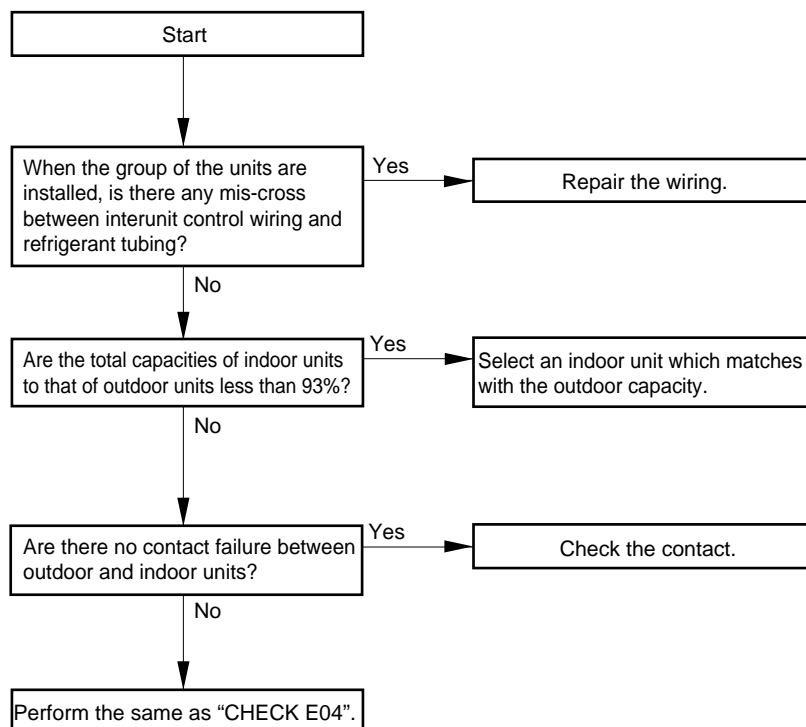 Start
When the group of the units are
installed, is there any mis-cross
between interunit control wiring and
refrigerant tubing?
Yes
Repair the wiring.
No
Are the total capacities of indoor units
to that of outdoor units less than 93%?
Yes
Select an indoor unit which matches
with the outdoor capacity.
No
Are there no contact failure between
outdoor and indoor units?
Yes
Check the contact.
No
Perform the same as “CHECK E04”.